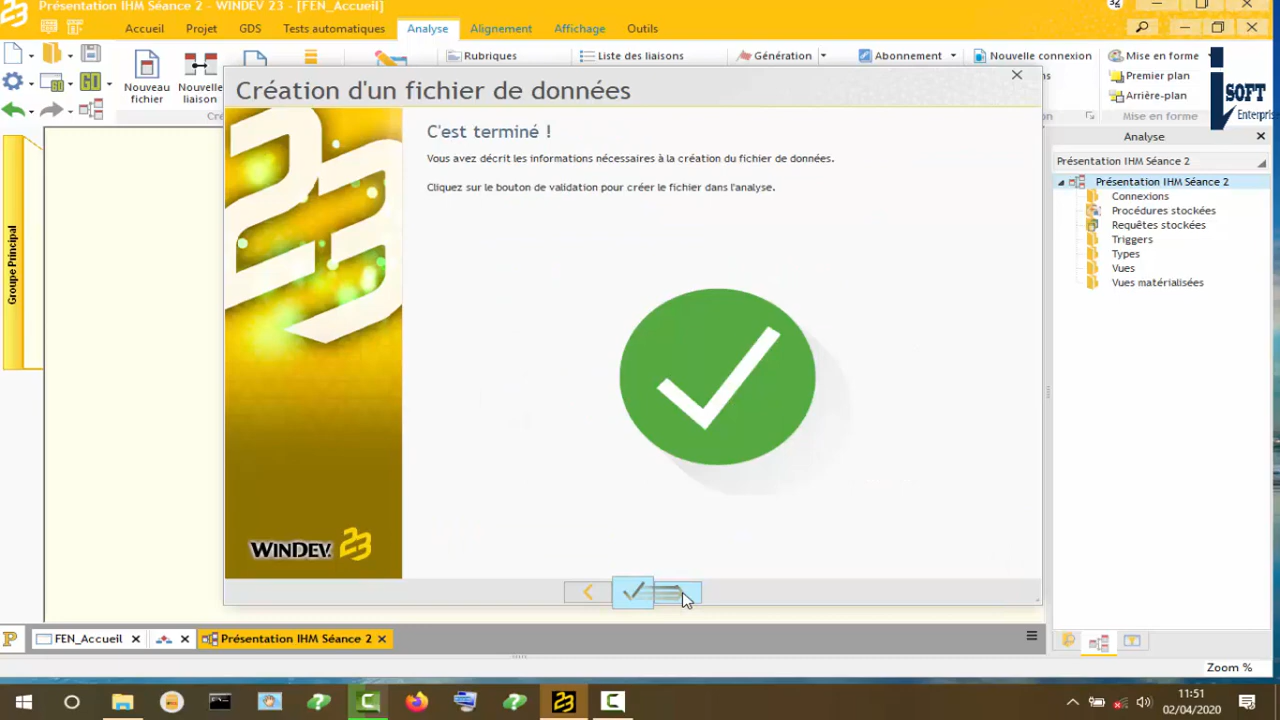 Présentation IHM Séance 2 - WINDEV 23 - [FEN_Accueil]
32
Accueil
Projet
GDS
Tests automatiques
Analyse
Alignement
Affichage
Outils
Nouveau
fichier
Nouvelle
liaison
Rubriques
Liste des liaisons
Génération
Abonnement
Nouvelle connexion
Mise en forme
Premier plan
Arrière-plan
Mise en forme
SOFT
Enterprise
Création d'un fichier de données
C'est terminé !
Vous avez décrit les informations nécessaires à la création du fichier de données.
Cliquez sur le bouton de validation pour créer le fichier dans l'analyse.
23
WINDEV. 23
Groupe Principal
Analyse
Présentation IHM Séance 2
Présentation IHM Séance 2
Connexions
Procédures stockées
Requêtes stockées
Triggers
Types
Vues
Vues matérialisées
FEN_Accueil
Présentation IHM Séance 2
Zoom %
11:51
02/04/2020